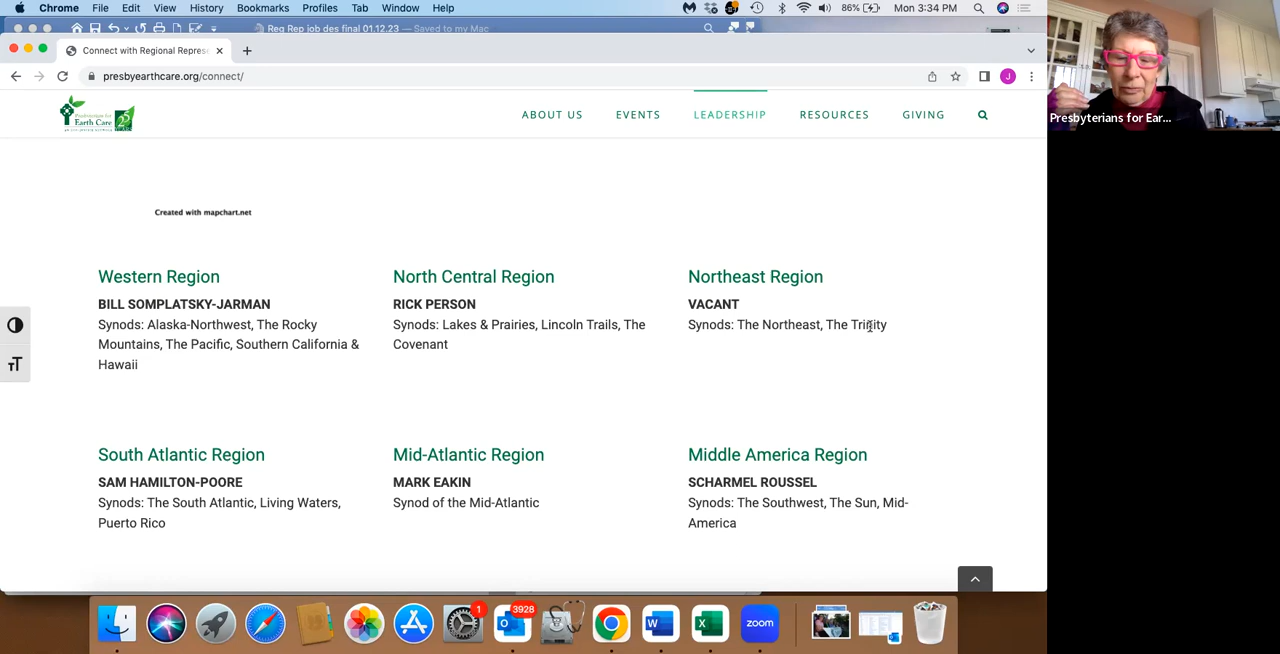 Chrome File Edit View History Bookmarks Profiles Tab Window Help 86% Mon 3:34 PM
Reg Rep job des final 01.12.23 — Saved to my Mac
Connect with Regional Repres
presbyearthcare.org/connect/
J
Earth Care 25
ABOUT US EVENTS LEADERSHIP RESOURCES GIVING
Presbyterians for Ear...
Created with mapchart.net
Western Region
BILL SOMPLATSKY-JARMAN
Synods: Alaska-Northwest, The Rocky
Mountains, The Pacific, Southern California &
Hawaii
North Central Region
RICK PERSON
Synods: Lakes & Prairies, Lincoln Trails, The
Covenant
Northeast Region
VACANT
Synods: The Northeast, The Trinity
TT
South Atlantic Region
SAM HAMILTON-POORE
Synods: The South Atlantic, Living Waters,
Puerto Rico
Mid-Atlantic Region
MARK EAKIN
Synod of the Mid-Atlantic
Middle America Region
SCHARMEL ROUSSEL
Synods: The Southwest, The Sun, Mid-
America
1 3928
W X zoom